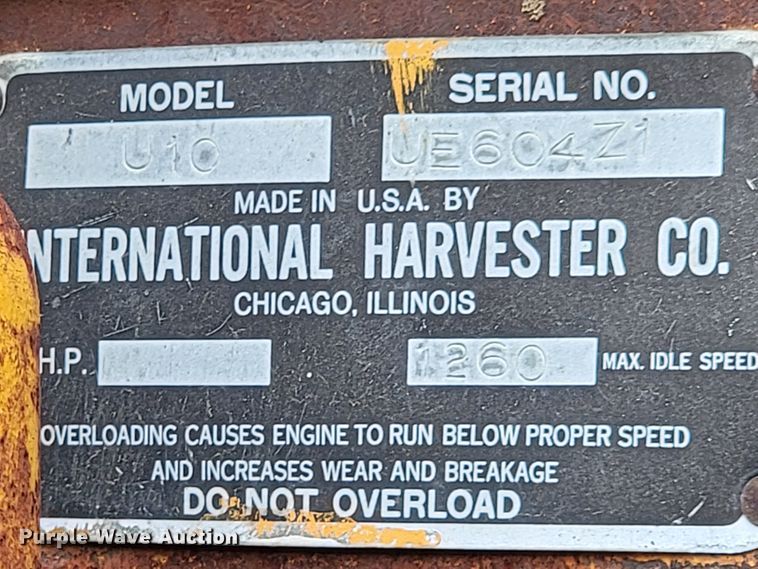 MODEL SERIAL NO.
U10 UE604Z1
MADE IN U.S.A. BY
INTERNATIONAL HARVESTER CO.
CHICAGO, ILLINOIS
H.P. 1260 MAX. IDLE SPEED
OVERLOADING CAUSES ENGINE TO RUN BELOW PROPER SPEED
AND INCREASES WEAR AND BREAKAGE
DO NOT OVERLOAD
Purple Wave Auction